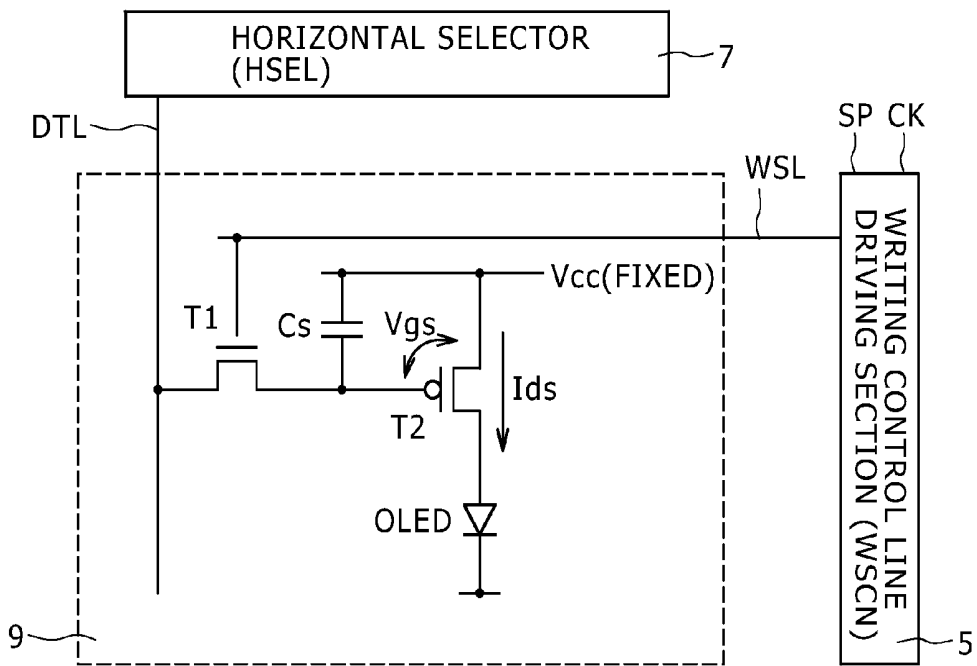 HORIZONTAL SELECTOR
(HSEL)
7
DTL
SP CK
WSL
Vcc(FIXED)
T1
Cs
Vgs
Ids
T2
OLED
WRITING CONTROL LINE
DRIVING SECTION (WSCN)
9
5